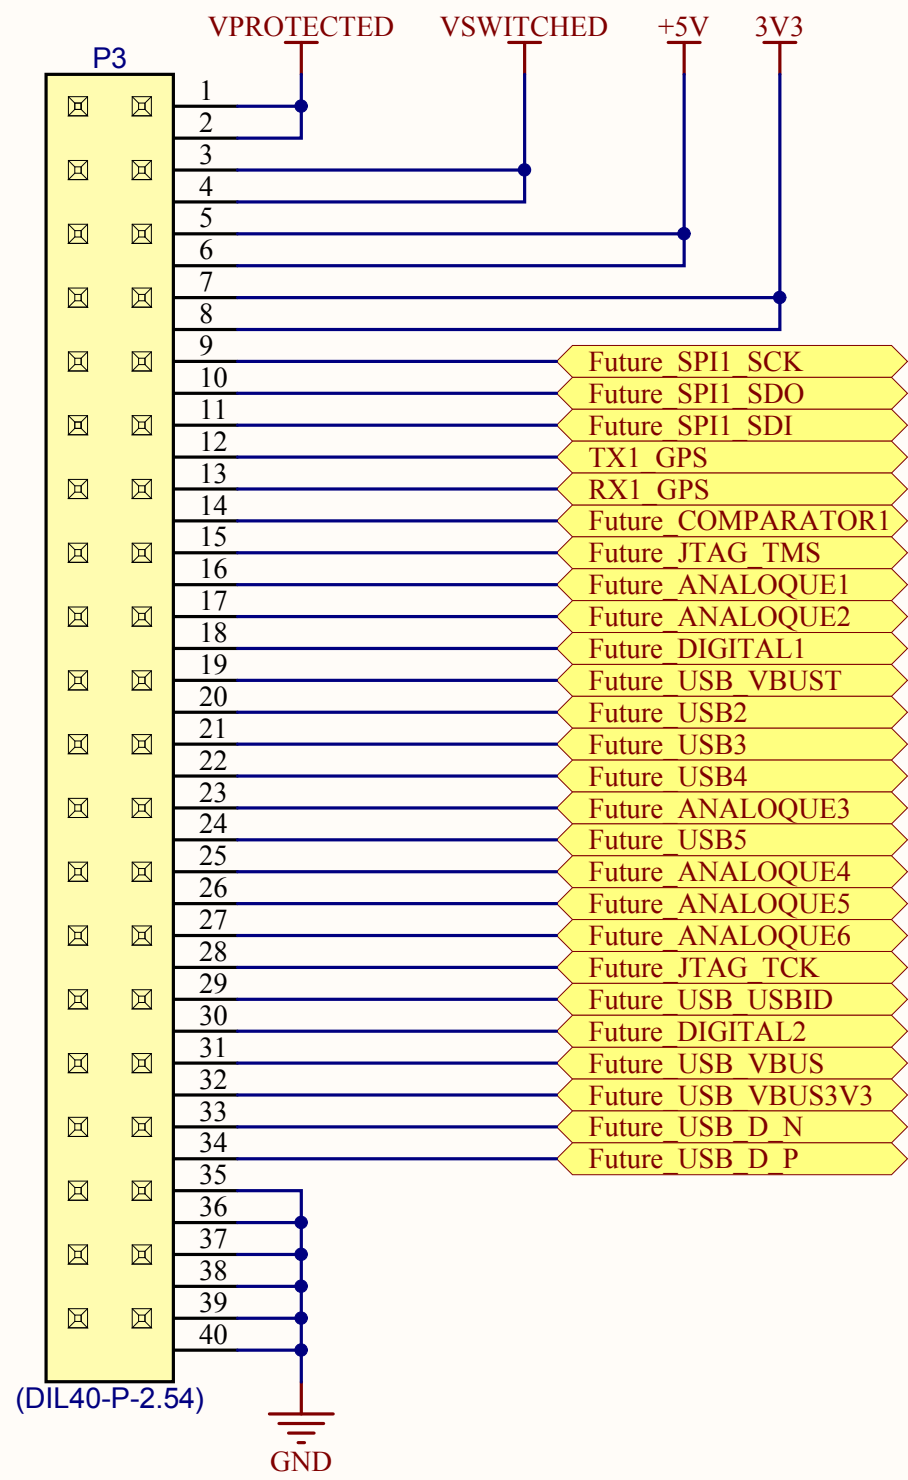 VPROTECTED VSWITCHED +5V 3V3
P3
1
2
3
4
5
6
7
8
9 Future_SPI1_SCK
10 Future_SPI1_SDO
11 Future_SPI1_SDI
12 TX1_GPS
13 RX1_GPS
14 Future_COMPARATOR1
15 Future_JTAG_TMS
16 Future_ANALOQUE1
17 Future_ANALOQUE2
18 Future_DIGITAL1
19 Future_USB_VBUST
20 Future_USB2
21 Future_USB3
22 Future_USB4
23 Future_ANALOQUE3
24 Future_USB5
25 Future_ANALOQUE4
26 Future_ANALOQUE5
27 Future_ANALOQUE6
28 Future_JTAG_TCK
29 Future_USB_USBID
30 Future_DIGITAL2
31 Future_USB_VBUS
32 Future_USB_VBUS3V3
33 Future_USB_D_N
34 Future_USB_D_P
35
36
37
38
39
40
(DIL40-P-2.54)
GND